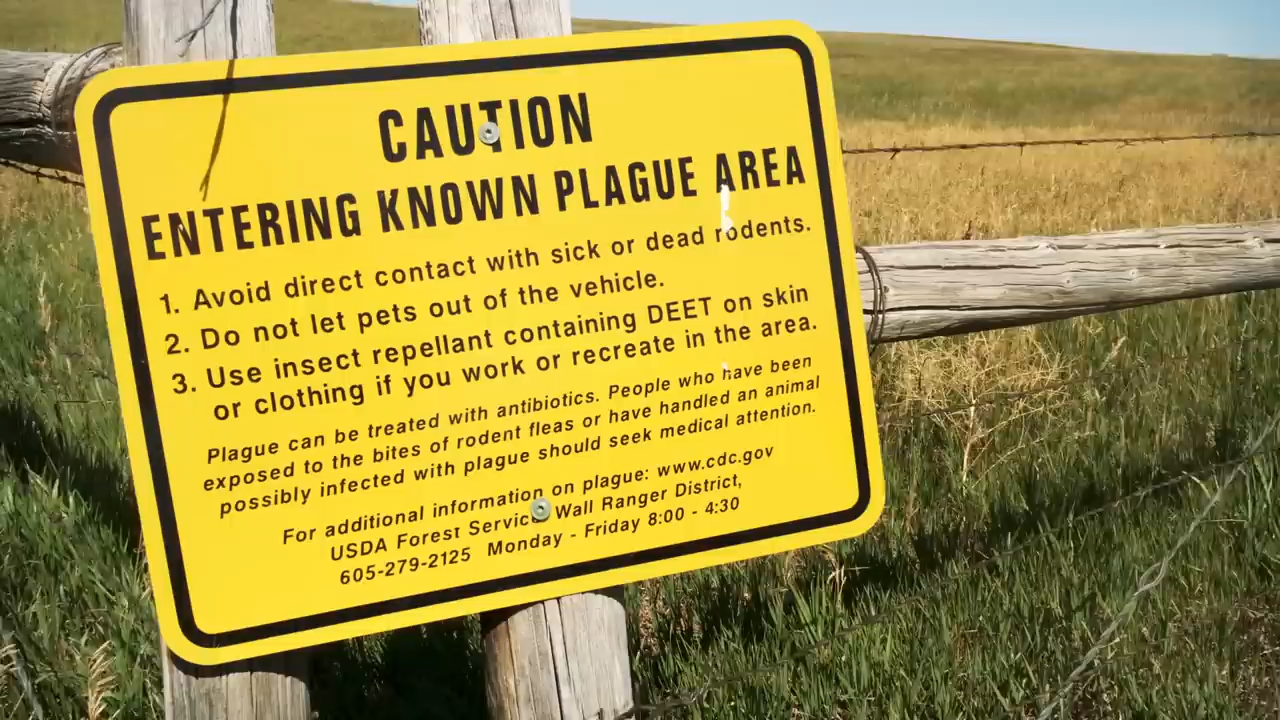 CAUTION
ENTERING KNOWN PLAGUE AREA
1. Avoid direct contact with sick or dead rodents.
2. Do not let pets out of the vehicle.
3. Use insect repellant containing DEET on skin
or clothing if you work or recreate in the area.
Plague can be treated with antibiotics. People who have been
exposed to the bites of rodent fleas or have handled an animal
possibly infected with plague should seek medical attention.
For additional information on plague: www.cdc.gov
USDA Forest Service Wall Ranger District,
605-279-2125 Monday - Friday 8:00 - 4:30